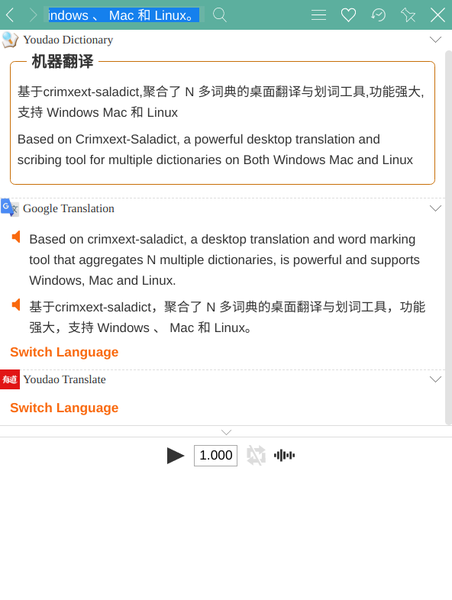 indows 、 Mac 和 Linux。
Youdao Dictionary
机器翻译
基于crimxext-saladict,聚合了 N 多词典的桌面翻译与划词工具,功能强大,
支持 Windows Mac 和 Linux
Based on Crimxext-Saladict, a powerful desktop translation and
scribing tool for multiple dictionaries on Both Windows Mac and Linux
Google Translation
Based on crimxext-saladict, a desktop translation and word marking
tool that aggregates N multiple dictionaries, is powerful and supports
Windows, Mac and Linux.
基于crimxext-saladict，聚合了 N 多词典的桌面翻译与划词工具，功能
强大，支持 Windows 、 Mac 和 Linux。
Switch Language
有道
Youdao Translate
Switch Language
1.000